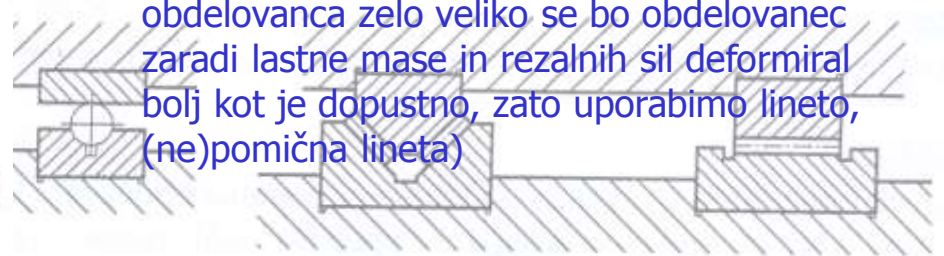 obdelovanca zelo veliko se bo obdelovanec
zaradi lastne mase in rezalnih sil deformiral
bolj kot je dopustno, zato uporabimo lineto,
(ne)pomična lineta)